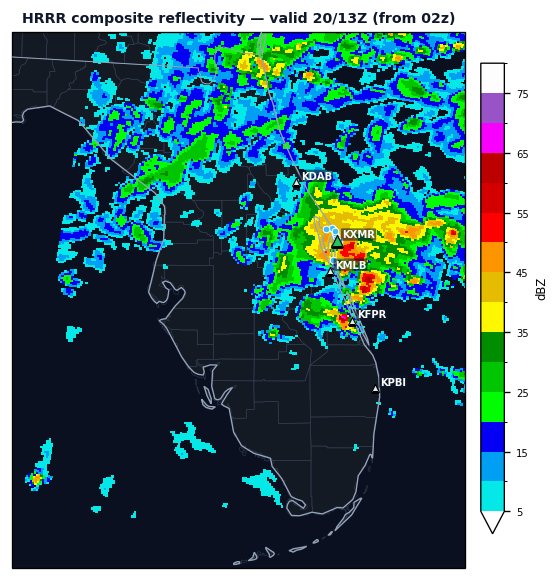 HRRR composite reflectivity — valid 20/13Z (from 02z)
KDAB
KXMR
KMLB
KFPR
KPBI
75
65
55
45
35
25
15
5
dBZ